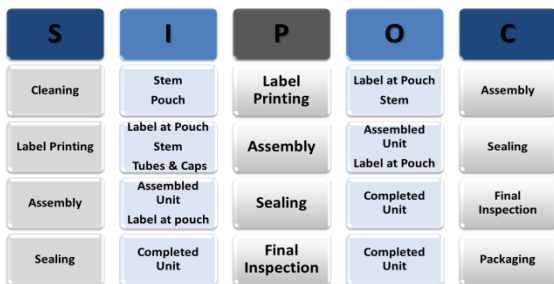 S I P O C
Cleaning
Stem
Pouch
Label
Printing
Label at Pouch
Stem
Assembly
Label Printing
Label at Pouch
Stem
Tubes & Caps
Assembly
Assembled
Unit
Label at Pouch
Sealing
Assembly
Assembled
Unit
Label at pouch
Sealing
Completed
Unit
Final
Inspection
Sealing
Completed
Unit
Final
Inspection
Completed
Unit
Packaging